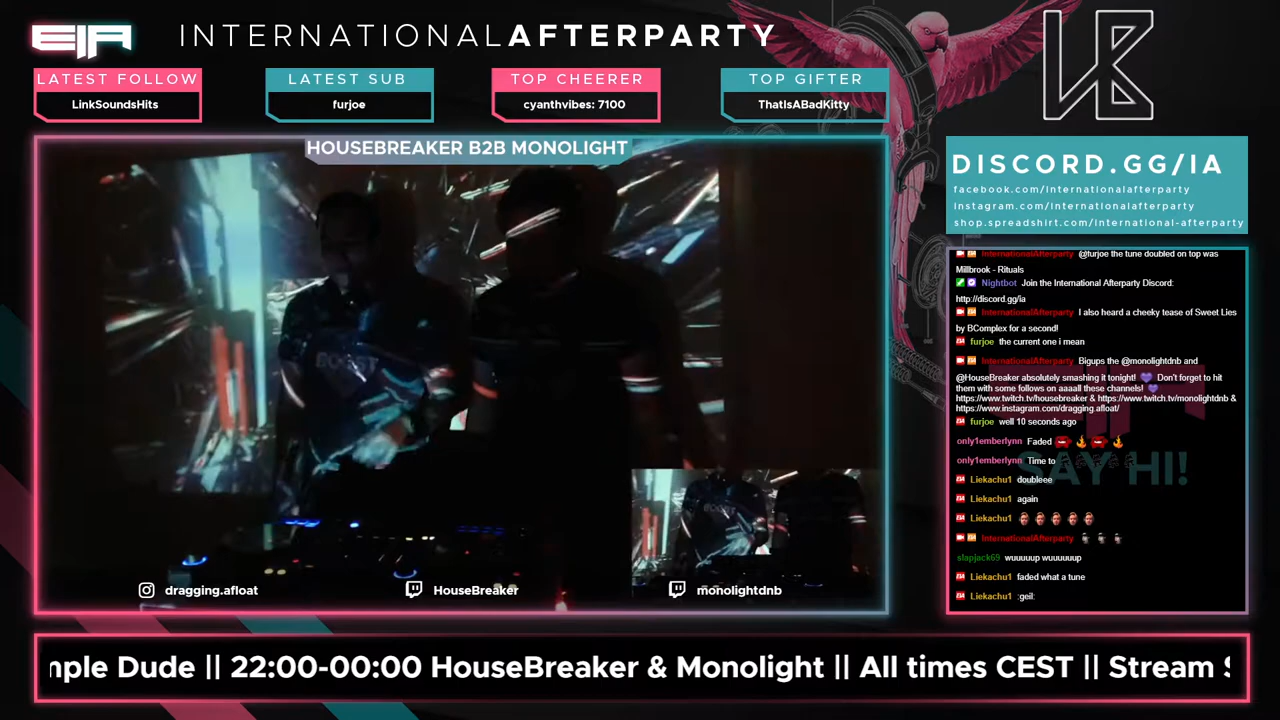 EIA
INTERNATIONALAFTERPARTY
LATEST FOLLOW
LinkSoundsHits
LATEST SUB
furjoe
TOP CHEERER
cyanthvibes: 7100
TOP GIFTER
ThatIsABadKitty
HOUSEBREAKER B2B MONOLIGHT
DISCORD.GG/IA
facebook.com/internationalafterparty
instagram.com/internationalafterparty
shop.spreadshirt.com/international-afterparty
InternationalAfterparty @furjoe the tune doubled on top was
Millbrook - Rituals
Nightbot Join the International Afterparty Discord:
http://discord.gg/ia
InternationalAfterparty I also heard a cheeky tease of Sweet Lies
by BComplex for a second!
furjoe the current one i mean
InternationalAfterparty Bigups the @monolightdnb and
@HouseBreaker absolutely smashing it tonight! Don't forget to hit
them with some follows on aaaall these channels!
https://www.twitch.tv/housebreaker & https://www.twitch.tv/monolightdnb &
https://www.instagram.com/dragging.afloat/
furjoe well 10 seconds ago
only1emberlynn Faded
only1emberlynn Time to
SAY HI!
Liekachu1 doubleee
Liekachu1 again
Liekachu1
InternationalAfterparty
slapjack69 wuuuuup wuuuuuup
Liekachu1 faded what a tune
Liekachu1 :geil:
dragging.afloat
HouseBreaker
monolightdnb
mple Dude || 22:00-00:00 HouseBreaker & Monolight || All times CEST || Stream S